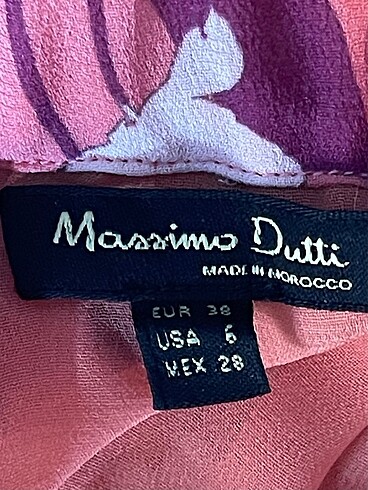 Massimo Dutti
MADE IN MOROCCO
EUR 38
USA 6
MEX 28